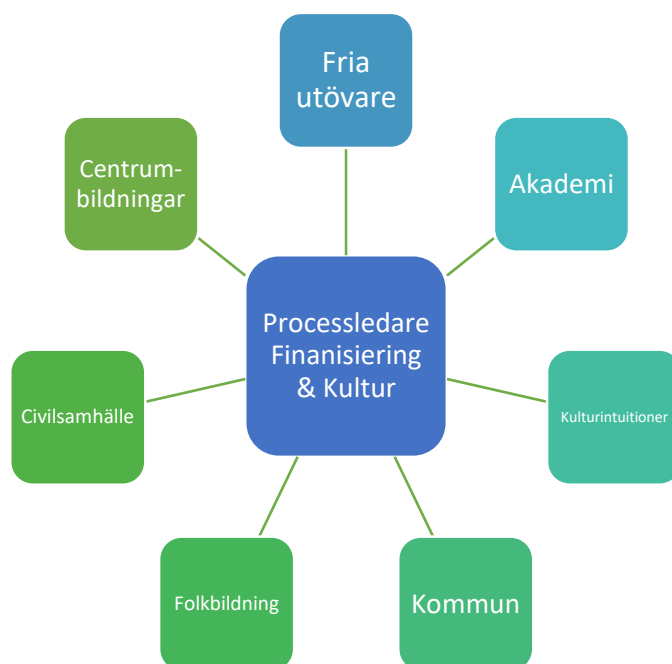 Fria
utövare
Centrum-
bildningar
Akademi
Processledare
Finanisiering
& Kultur
Civilsamhälle
Kulturintuitioner
Folkbildning
Kommun